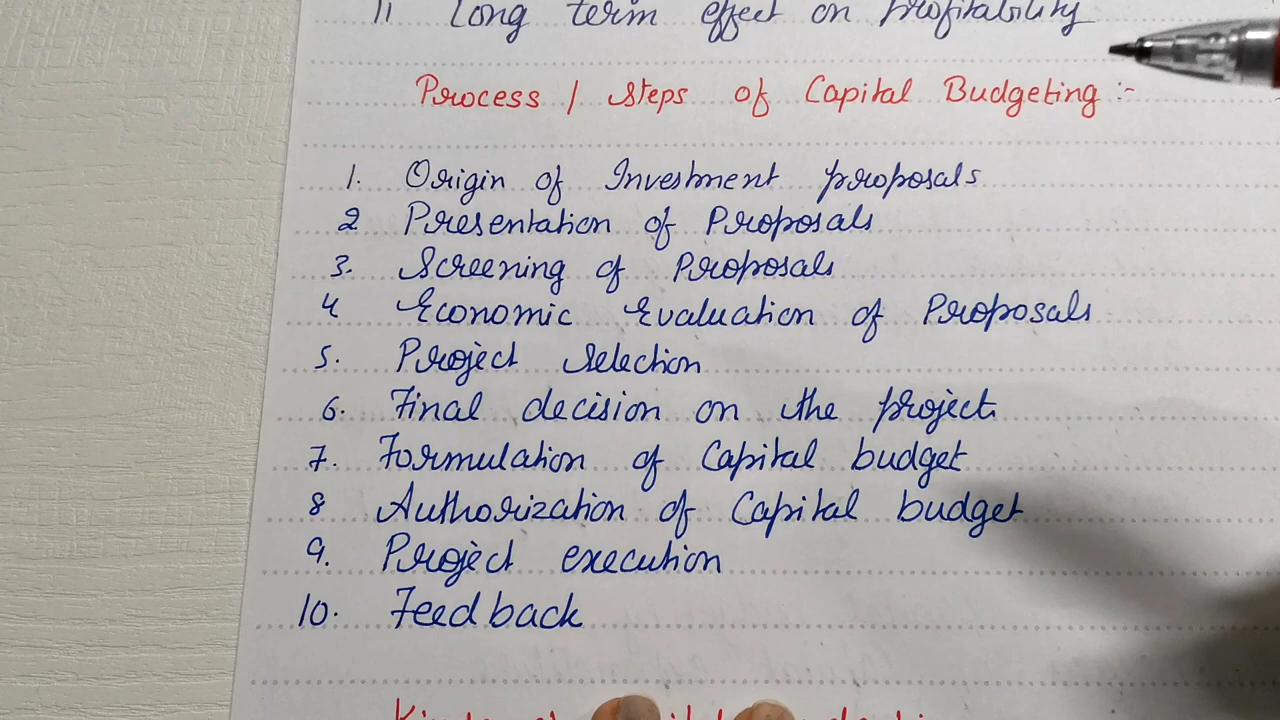 11 Long term effect on Profitability
Process / Steps of Capital Budgeting :-
1. Origin of Investment proposals
2 Presentation of Proposals
3. Screening of Proposals
4 Economic Evaluation of Proposals
5. Project Selection
6. Final decision on the project.
7. Formulation of Capital budget
8 Authorization of Capital budget
9. Project execution
10. Feedback